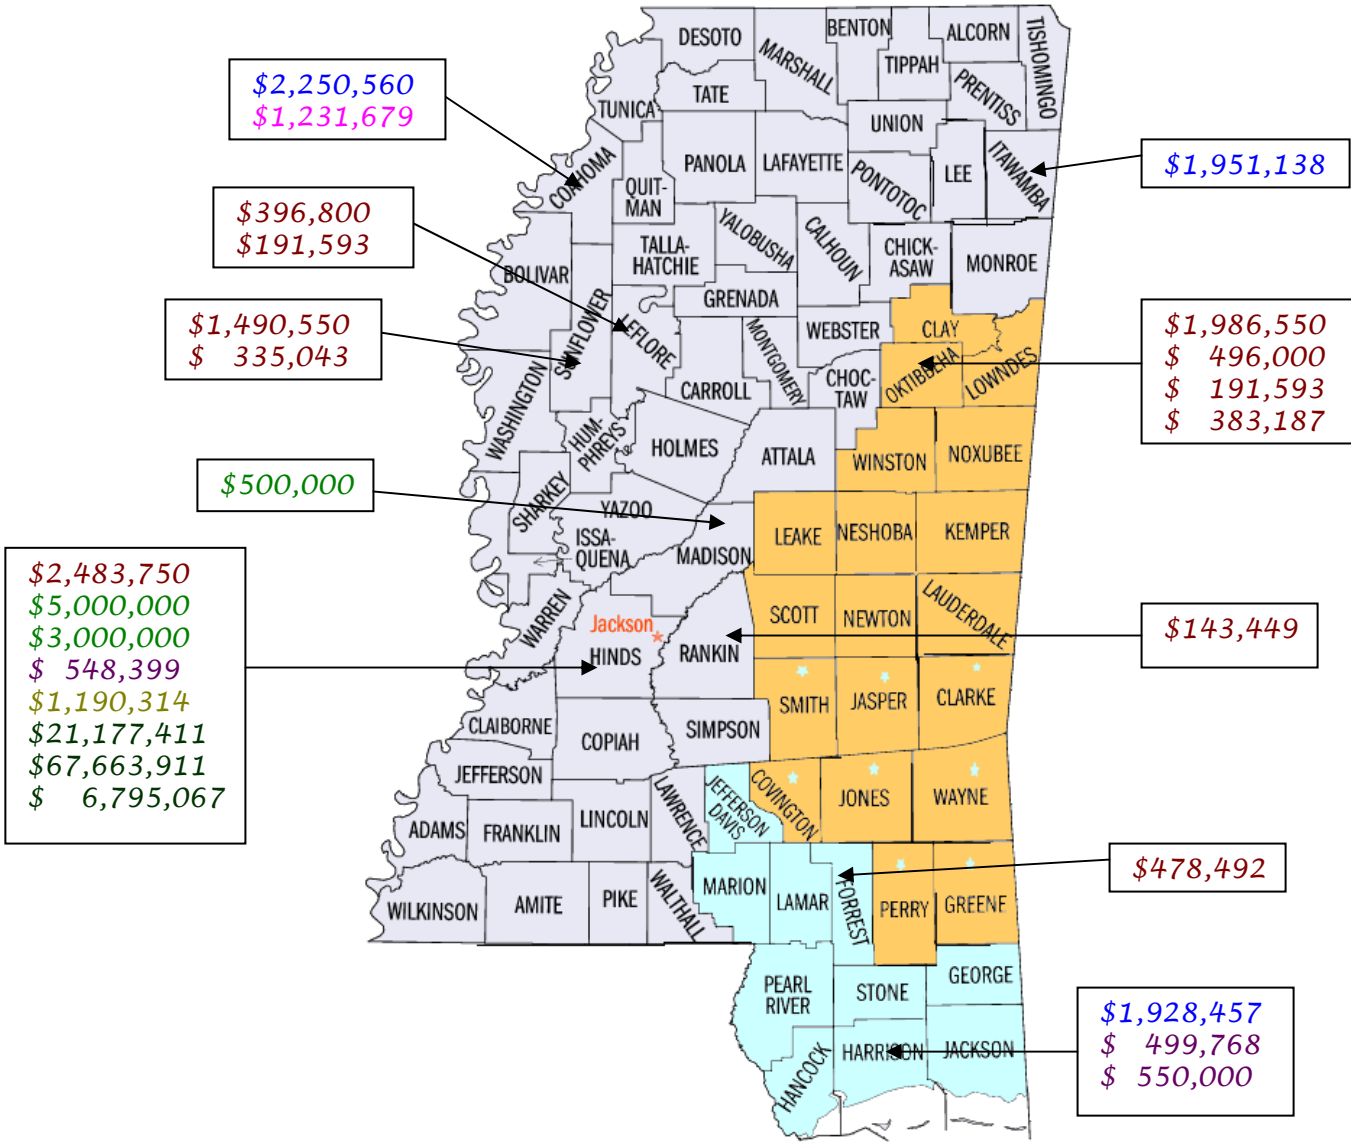 DESOTO
BENTON
ALCORN
TISHOMINGO
MARSHALL
TIPPAH
PRENTISS
$2,250,560
$1,231,679
TUNICA
TATE
UNION
COAHOMA
QUIT-
MAN
PANOLA
LAFAYETTE
PONTOTOC
LEE
ITAWAMBA
$1,951,138
$396,800
$191,593
BOLIVAR
TALLA-
HATCHIE
YALOBUSHA
CALHOUN
CHICK-
ASAW
MONROE
GRENADA
$1,490,550
$ 335,043
SUNFLOWER
LEFLORE
MONTGOMERY
WEBSTER
CLAY
$1,986,550
$ 496,000
$ 191,593
$ 383,187
WASHINGTON
CARROLL
CHOC-
TAW
OKTIBBEHA
LOWNDES
HUM-
PHREYS
HOLMES
ATTALA
WINSTON
NOXUBEE
$500,000
SHARKEY
YAZOO
ISSA-
QUENA
MADISON
LEAKE
NESHOBA
KEMPER
$2,483,750
$5,000,000
$3,000,000
$ 548,399
$1,190,314
$21,177,411
$67,663,911
$ 6,795,067
WARREN
Jackson
HINDS
RANKIN
SCOTT
NEWTON
LAUDERDALE
$143,449
CLAIBORNE
COPIAH
SIMPSON
SMITH
JASPER
CLARKE
JEFFERSON
LAWRENCE
JEFFERSON
DAVIS
COVINGTON
JONES
WAYNE
ADAMS
FRANKLIN
LINCOLN
$478,492
WILKINSON
AMITE
PIKE
WALTHALL
MARION
LAMAR
FORREST
PERRY
GREENE
PEARL
RIVER
STONE
GEORGE
$1,928,457
$ 499,768
$ 550,000
HANCOCK
HARRISON
JACKSON